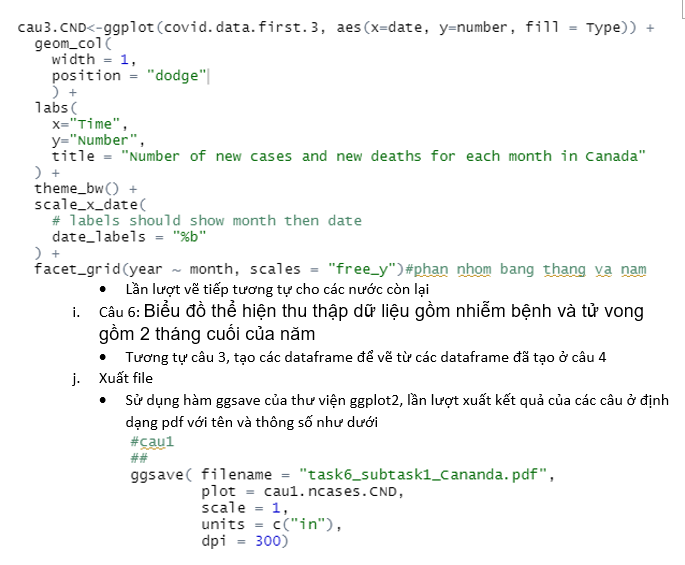 cau3.CND<-ggplot(covid.data.first.3, aes(x=date, y=number, fill = Type)) +
geom_col(
width = 1,
position = "dodge"
) +
labs(
x="Time",
y="Number",
title = "Number of new cases and new deaths for each month in Canada"
) +
theme_bw() +
scale_x_date(
# labels should show month then date
date_labels = "%b"
) +
facet_grid(year ~ month, scales = "free_y")#phan nhom bang thang va nam
• Lần lượt vẽ tiếp tương tự cho các nước còn lại
i. Câu 6: Biểu đồ thể hiện thu thập dữ liệu gồm nhiễm bệnh và tử vong
gồm 2 tháng cuối của năm
• Tương tự câu 3, tạo các dataframe để vẽ từ các dataframe đã tạo ở câu 4
j. Xuất file
• Sử dụng hàm ggsave của thư viện ggplot2, lần lượt xuất kết quả của các câu ở định
dạng pdf với tên và thông số như dưới
#cau1
##
ggsave( filename = "task6_subtask1_Cananda.pdf",
plot = cau1.ncases.CND,
scale = 1,
units = c("in"),
dpi = 300)